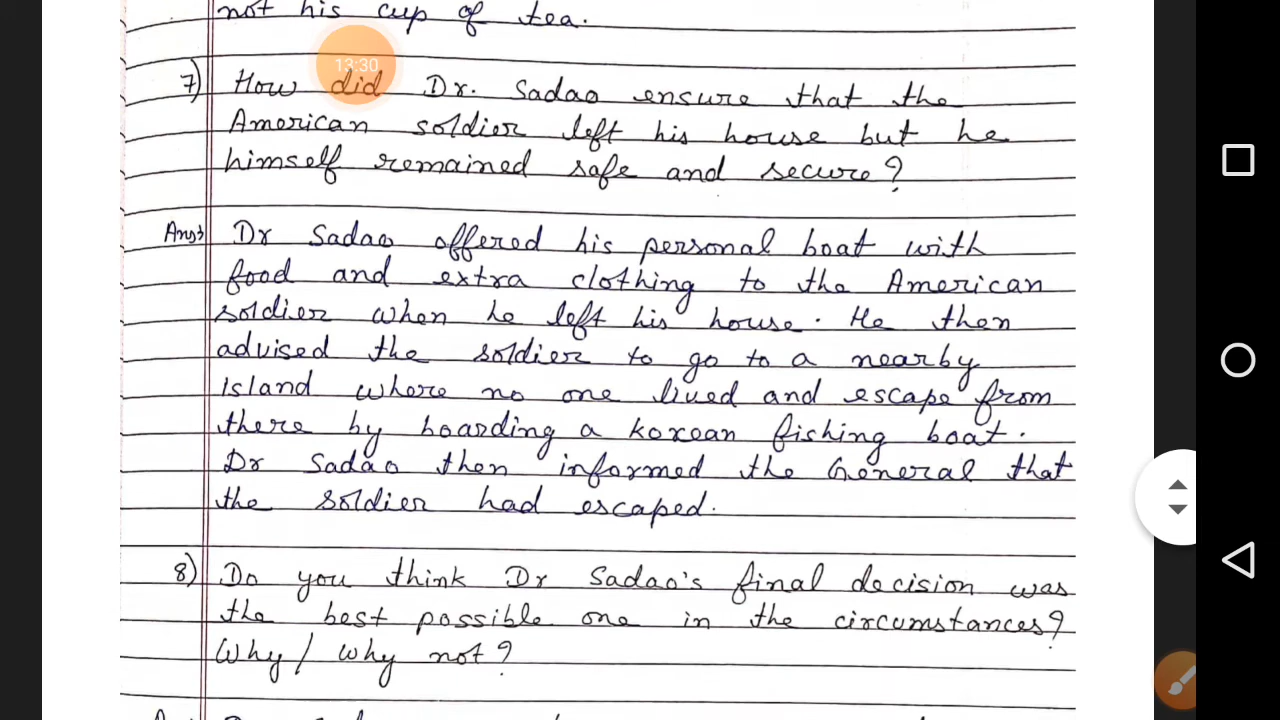 not his cup of tea.
13:30
7) How did Dr. Sadao ensure that the
American soldier left his house but he
himself remained safe and secure?
Ans> Dr Sadao offered his personal boat with
food and extra clothing to the American
soldier when he left his house. He then
advised the soldier to go to a nearby
island where no one lived and escape from
there by boarding a korean fishing boat.
Dr Sadao then informed the General that
the soldier had escaped.
8) Do you think Dr Sadao's final decision was
the best possible one in the circumstances?
Why/ why not?